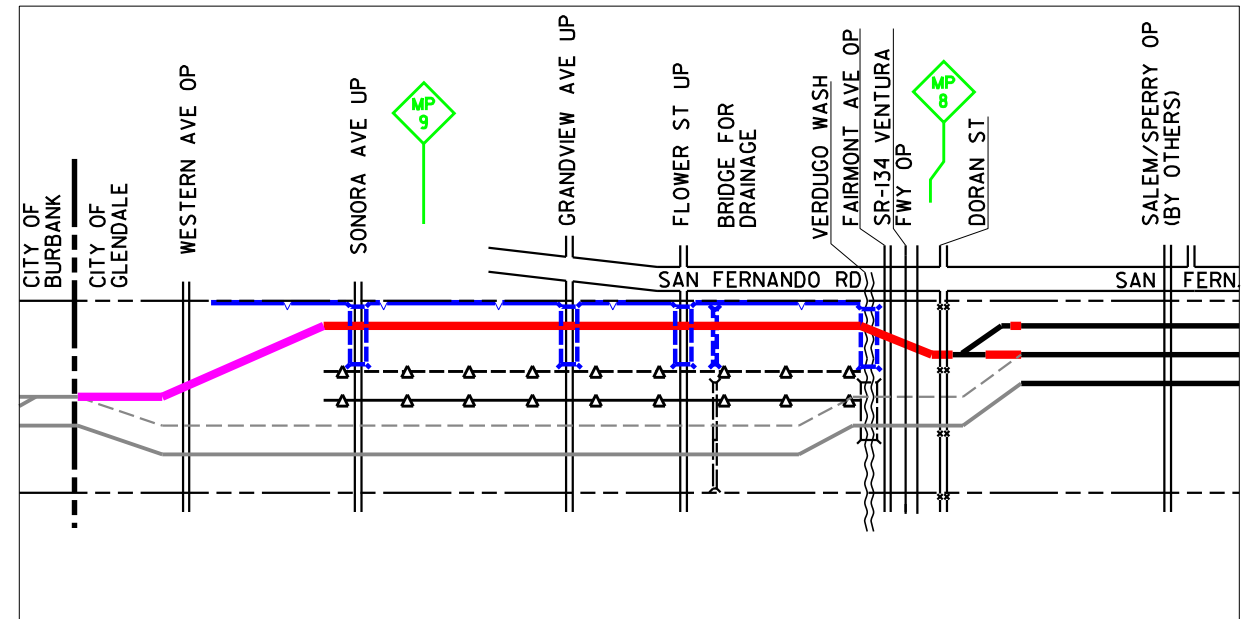 CITY OF
BURBANK
CITY OF
GLENDALE
WESTERN AVE OP
SONORA AVE UP
MP
9
GRANDVIEW AVE UP
FLOWER ST UP
BRIDGE FOR
DRAINAGE
VERDUGO WASH
FAIRMONT AVE OP
SR-134 VENTURA
FWY OP
MP
8
DORAN ST
SALEM/SPERRY OP
(BY OTHERS)
SAN FERNANDO RD
SAN FERN